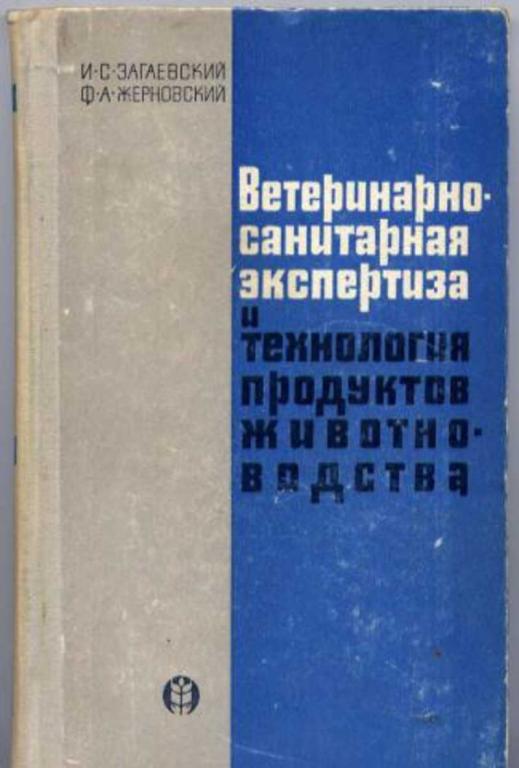 И·С·ЗАГАЕВСКИЙ
Ф·А·ЖЕРНОВСКИЙ
Ветеринарно-
санитарная
экспертиза
и
технология
продуктов
животно-
водства